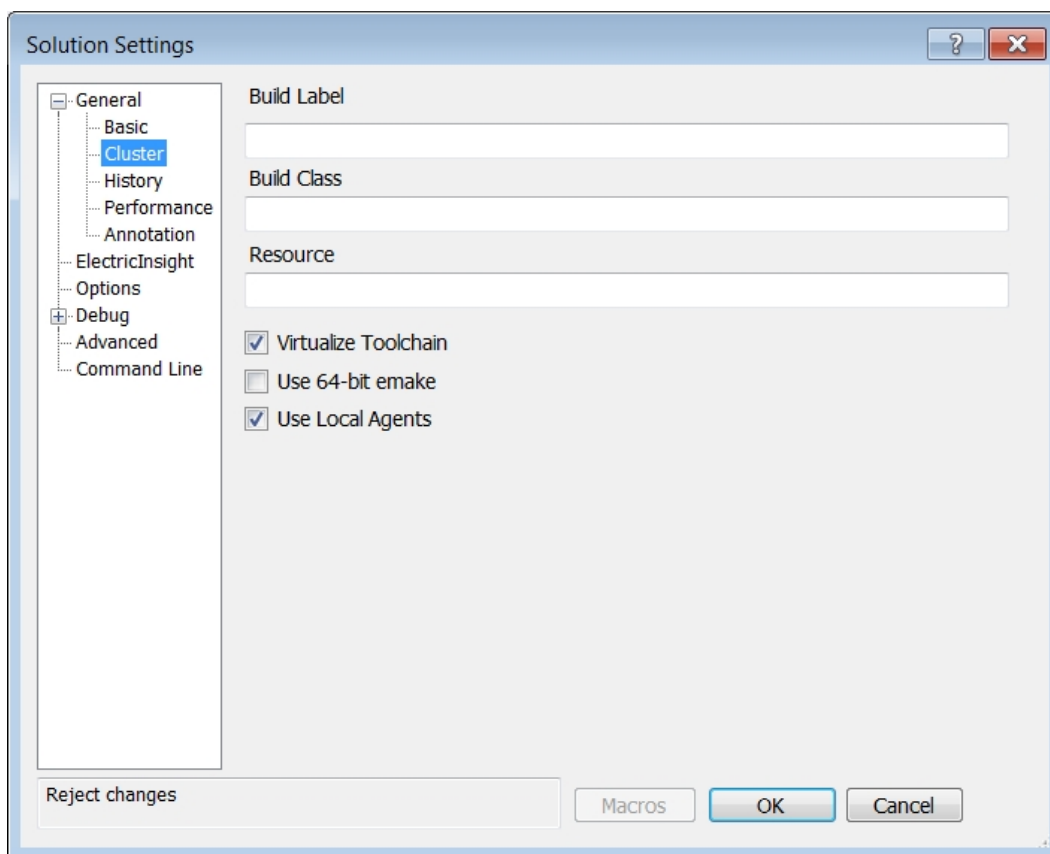 Solution Settings
General
Basic
Cluster
History
Performance
Annotation
ElectricInsight
Options
Debug
Advanced
Command Line
Build Label
Build Class
Resource
Virtualize Toolchain
Use 64-bit emake
Use Local Agents
Reject changes
Macros
OK
Cancel